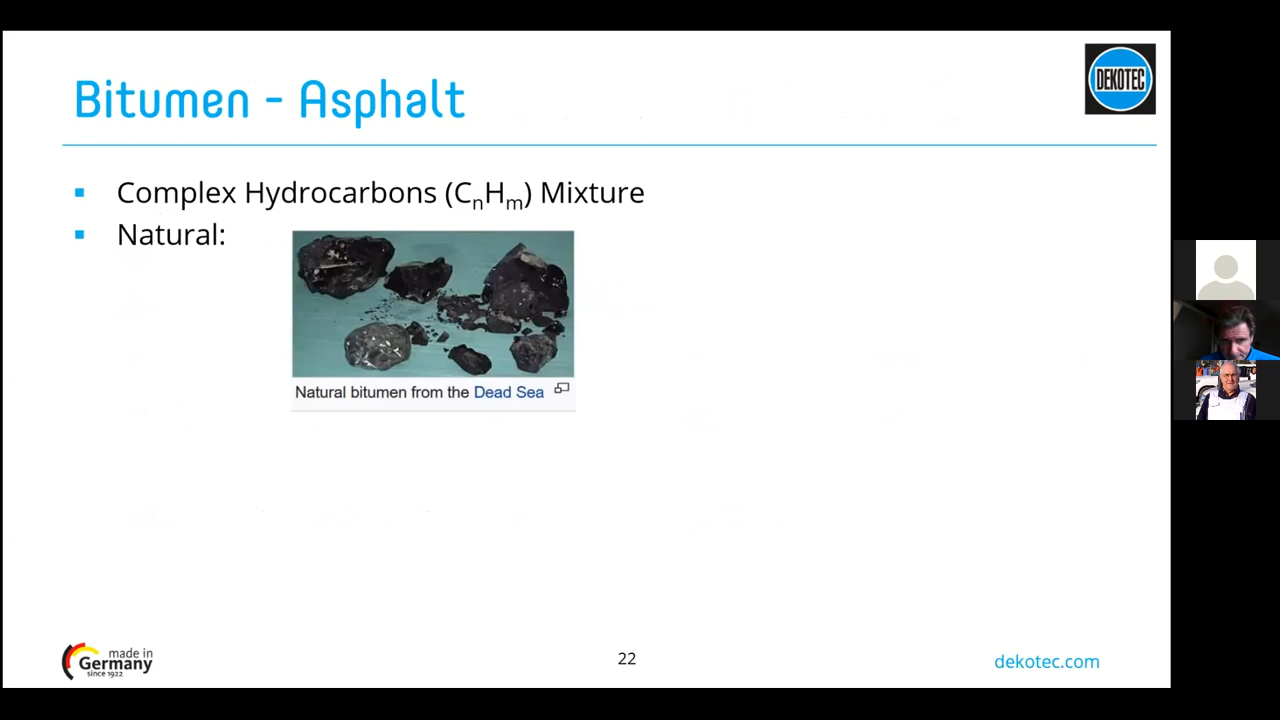 Bitumen - Asphalt
DEKOTEC
Complex Hydrocarbons (CnHm) Mixture
Natural:
Natural bitumen from the Dead Sea
made in
Germany
since 1922
22
dekotec.com